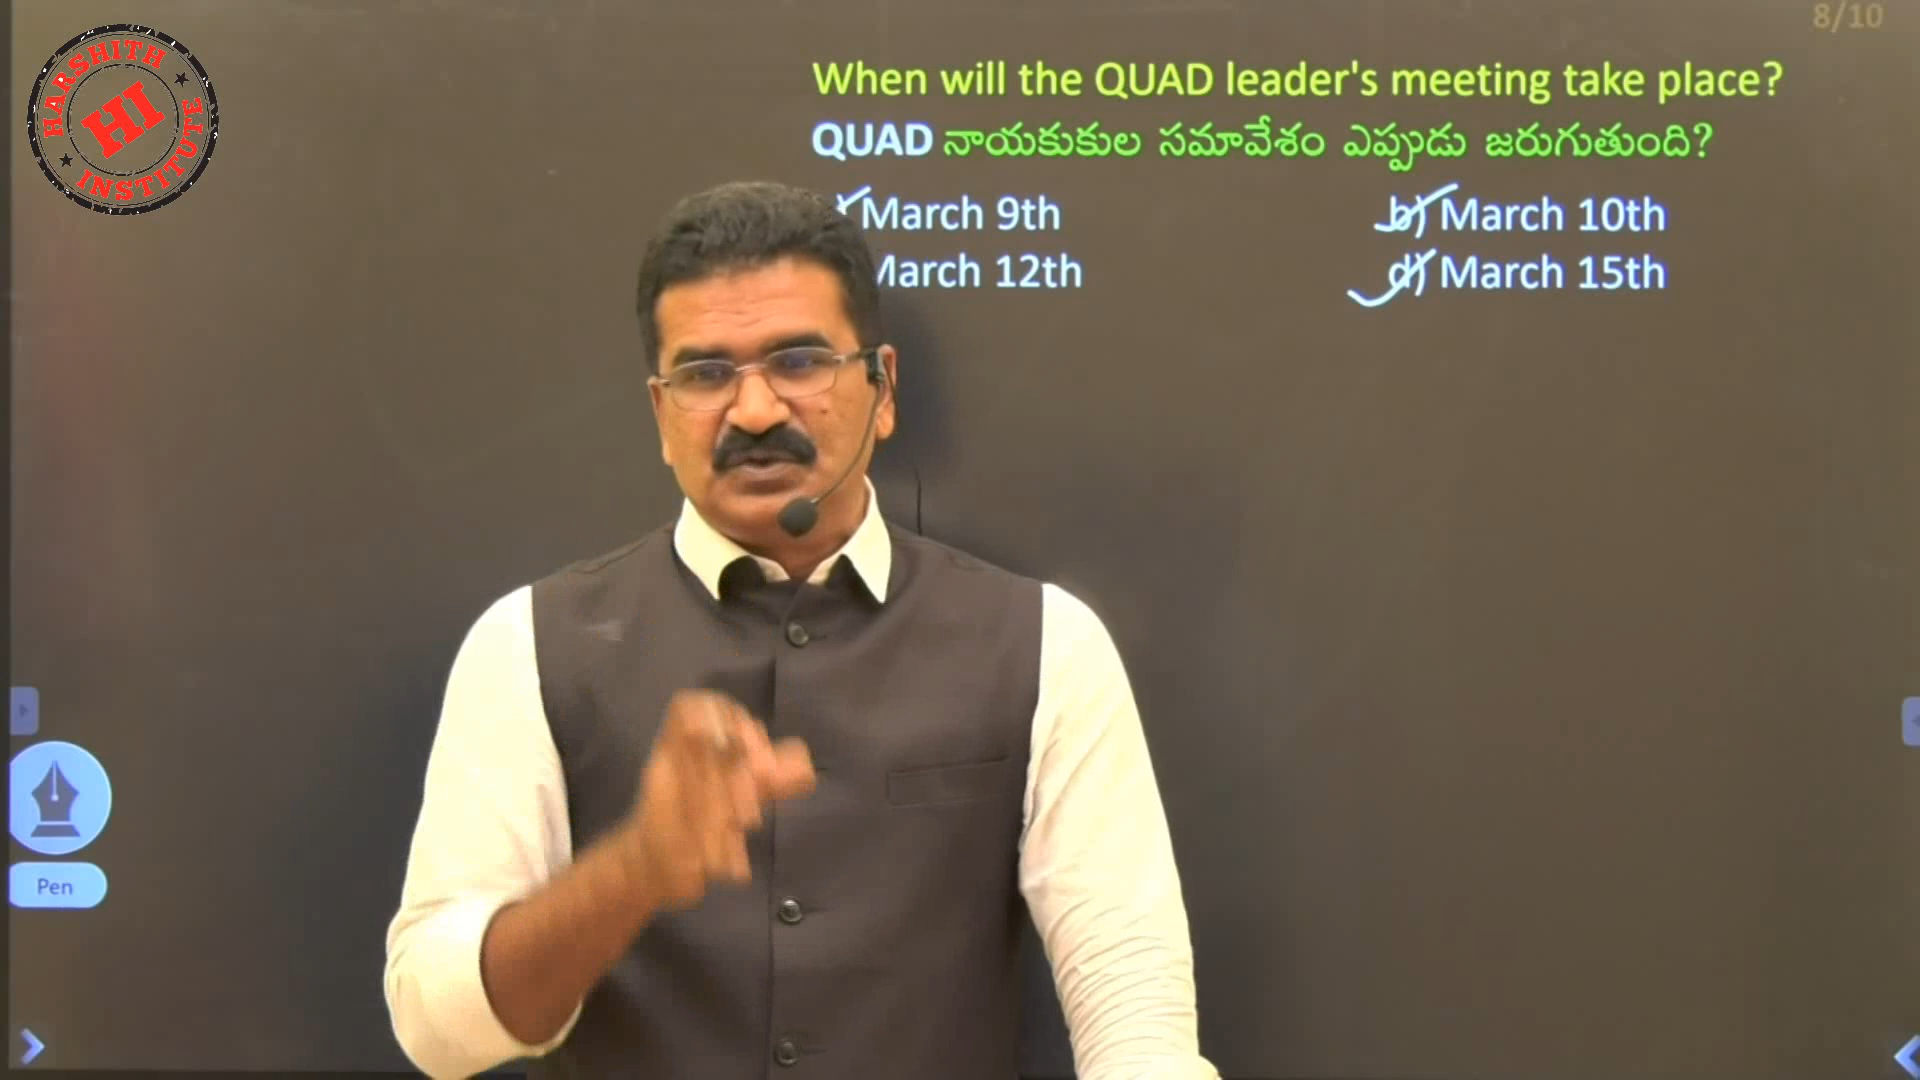 8/10
HARSHITH
HI
INSTITUTE
When will the QUAD leader's meeting take place?
QUAD నాయకుకుల సమావేశం ఎప్పుడు జరుగుతుంది?
March 9th b) March 10th
March 12th d) March 15th
Pen